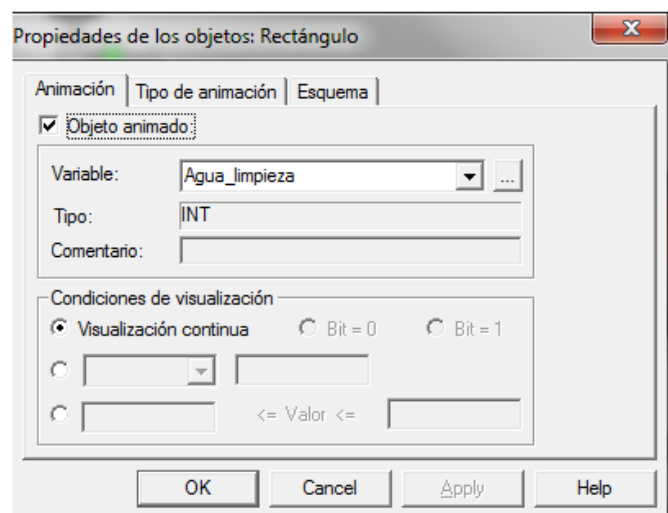 Propiedades de los objetos: Rectángulo
Animación Tipo de animación Esquema
Objeto animado:
Variable: Agua_limpieza ...
Tipo: INT
Comentario:
Condiciones de visualización
Visualización continua Bit = 0 Bit = 1
<= Valor <=
OK Cancel Apply Help